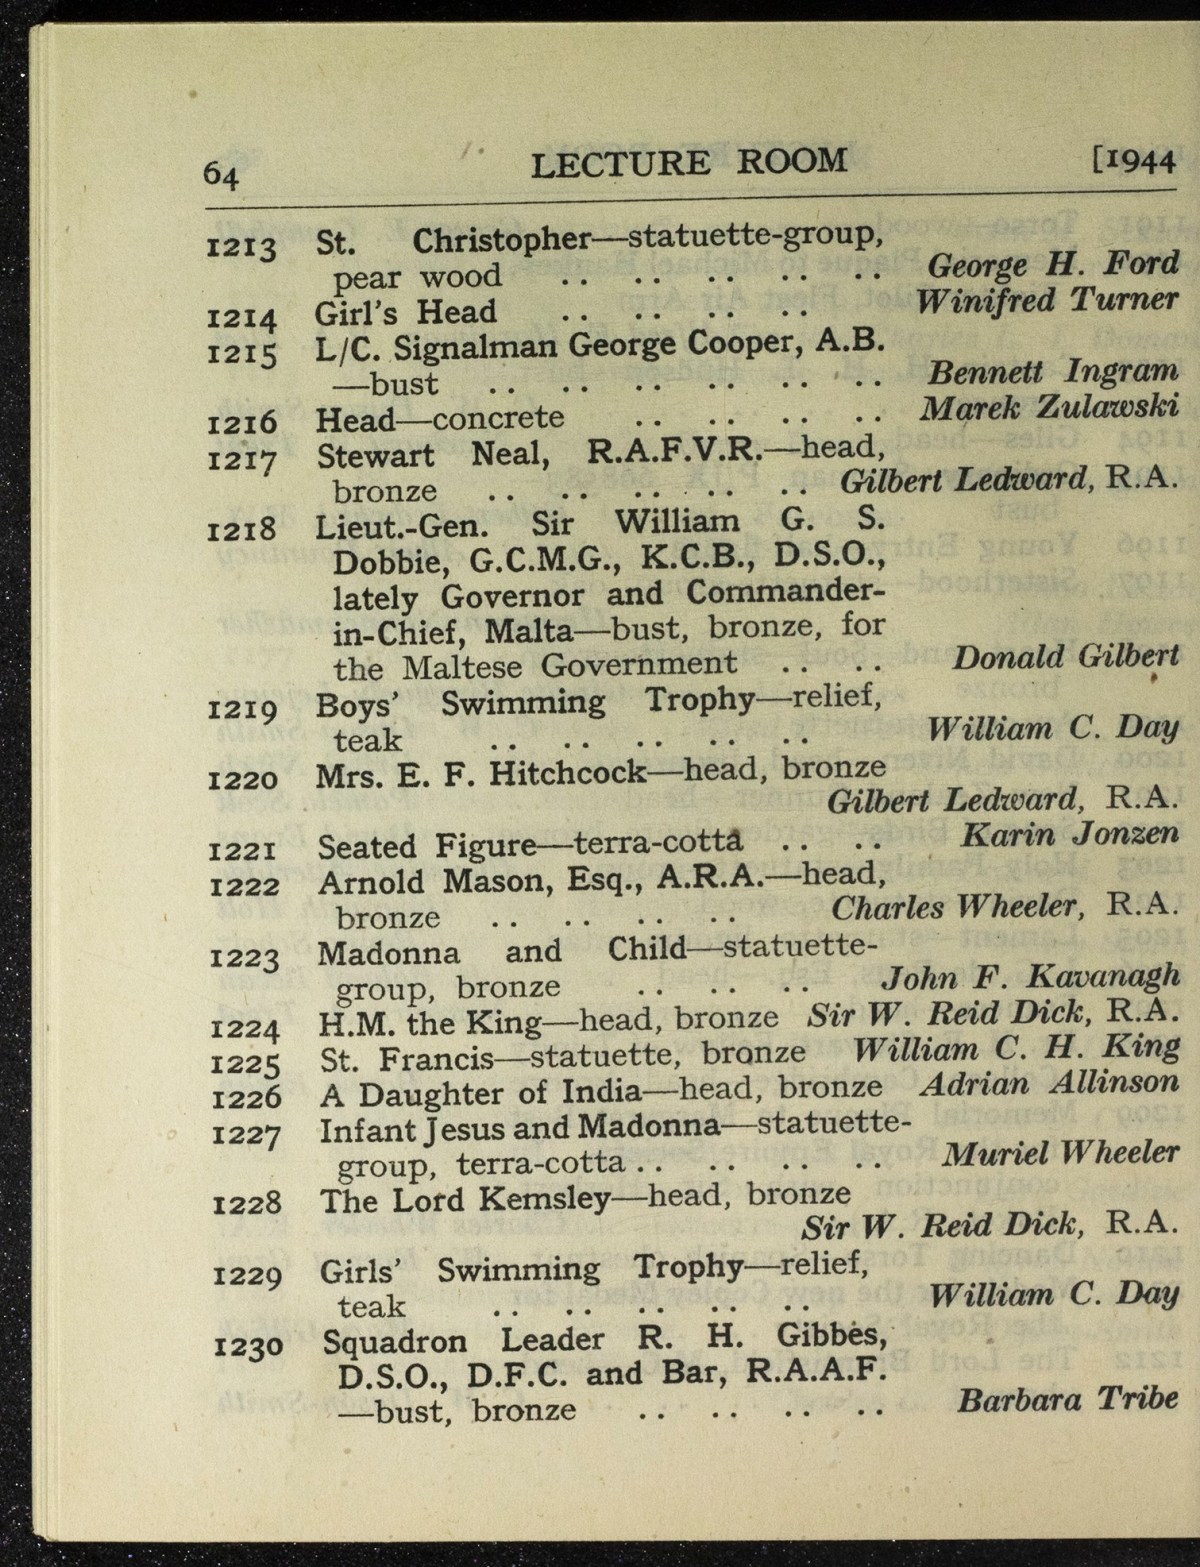 64 LECTURE ROOM [1944
1213 St. Christopher—statuette-group,
pear wood .. .. .. .. .. George H. Ford
1214 Girl's Head .. .. .. .. Winifred Turner
1215 L/C. Signalman George Cooper, A.B.
—bust .. .. .. .. .. .. Bennett Ingram
1216 Head—concrete .. .. .. .. Marek Zulawski
1217 Stewart Neal, R.A.F.V.R.—head,
bronze .. .. .. .. .. Gilbert Ledward, R.A.
1218 Lieut.-Gen. Sir William G. S.
Dobbie, G.C.M.G., K.C.B., D.S.O.,
lately Governor and Commander-
in-Chief, Malta—bust, bronze, for
the Maltese Government .. .. Donald Gilbert
1219 Boys' Swimming Trophy—relief,
teak .. .. .. .. .. William C. Day
1220 Mrs. E. F. Hitchcock—head, bronze
Gilbert Ledward, R.A.
1221 Seated Figure—terra-cotta .. .. Karin Jonzen
1222 Arnold Mason, Esq., A.R.A.—head,
bronze .. .. .. .. Charles Wheeler, R.A.
1223 Madonna and Child—statuette-
group, bronze .. .. .. John F. Kavanagh
1224 H.M. the King—head, bronze Sir W. Reid Dick, R.A.
1225 St. Francis—statuette, bronze William C. H. King
1226 A Daughter of India—head, bronze Adrian Allinson
1227 Infant Jesus and Madonna—statuette-
group, terra-cotta .. .. .. .. Muriel Wheeler
1228 The Lord Kemsley—head, bronze
Sir W. Reid Dick, R.A.
1229 Girls' Swimming Trophy—relief,
teak .. .. .. .. .. William C. Day
1230 Squadron Leader R. H. Gibbes,
D.S.O., D.F.C. and Bar, R.A.A.F.
—bust, bronze .. .. .. .. Barbara Tribe